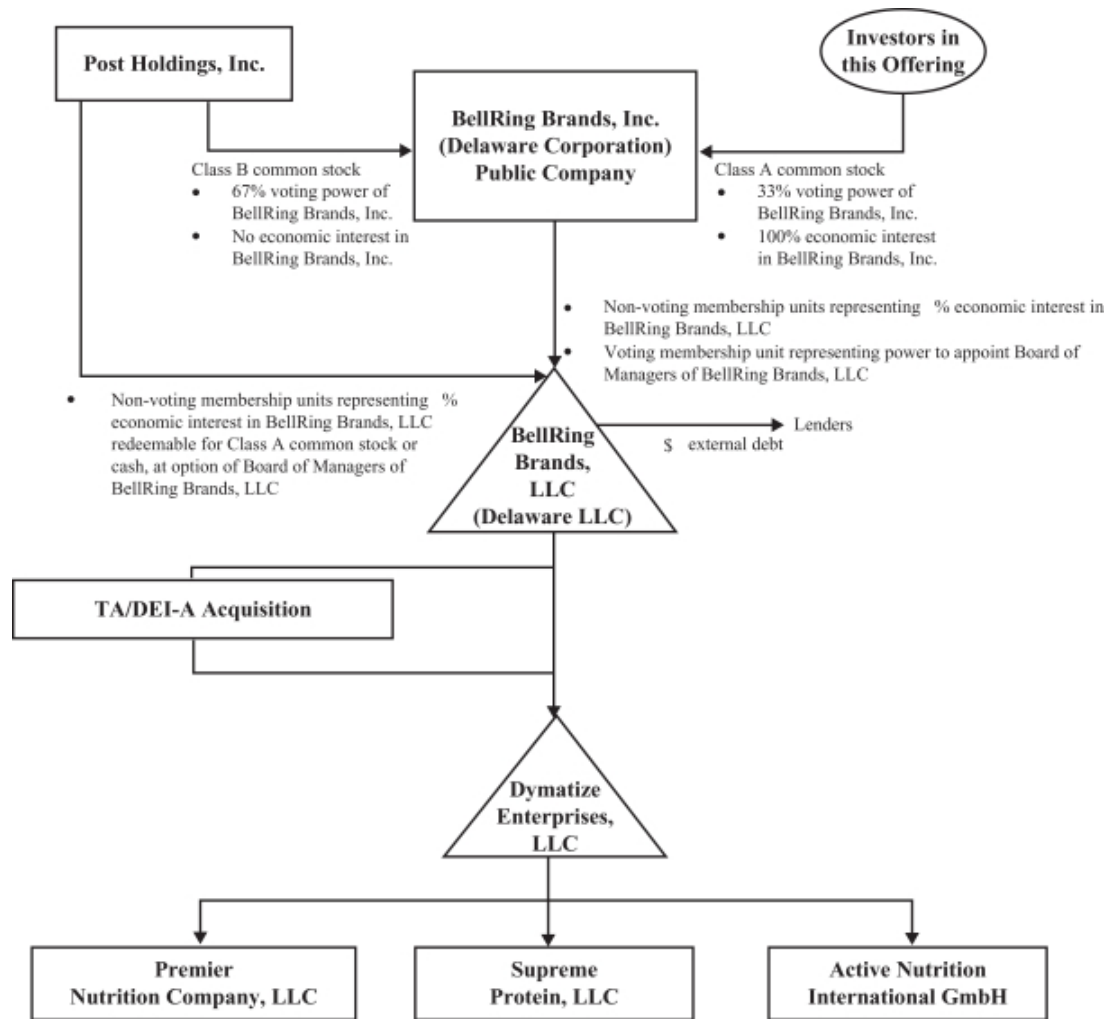 Post Holdings, Inc.
Investors in
this Offering
BellRing Brands, Inc.
(Delaware Corporation)
Public Company
Class B common stock
• 67% voting power of
BellRing Brands, Inc.
• No economic interest in
BellRing Brands, Inc.
Class A common stock
• 33% voting power of
BellRing Brands, Inc.
• 100% economic interest
in BellRing Brands, Inc.
• Non-voting membership units representing % economic interest in
BellRing Brands, LLC
• Voting membership unit representing power to appoint Board of
Managers of BellRing Brands, LLC
• Non-voting membership units representing %
economic interest in BellRing Brands, LLC
redeemable for Class A common stock or
cash, at option of Board of Managers of
BellRing Brands, LLC
BellRing
Brands,
LLC
(Delaware LLC)
Lenders
$ external debt
TA/DEI-A Acquisition
Dymatize
Enterprises,
LLC
Premier
Nutrition Company, LLC
Supreme
Protein, LLC
Active Nutrition
International GmbH